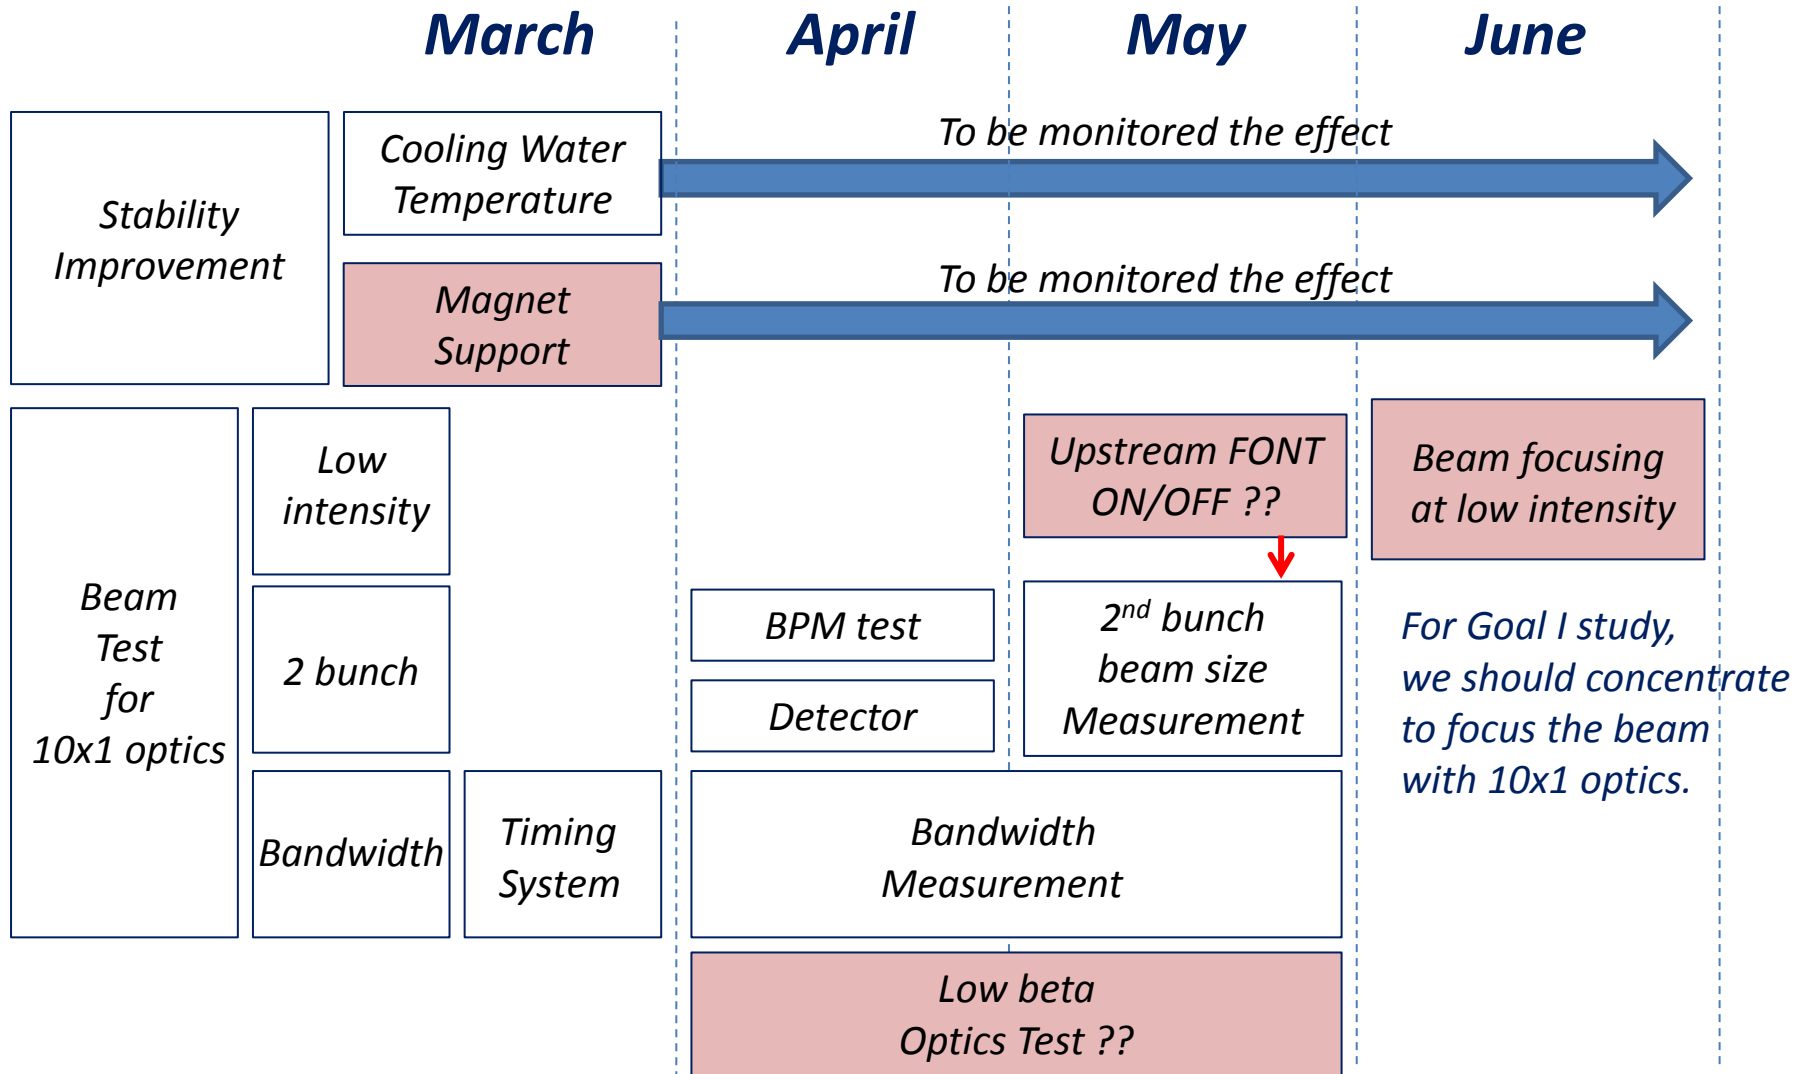 March April May June
Stability
Improvement
Cooling Water
Temperature
To be monitored the effect
Magnet
Support
To be monitored the effect
Beam
Test
for
10x1 optics
Low
intensity
Upstream FONT
ON/OFF ??
Beam focusing
at low intensity
2 bunch
BPM test
Detector
2nd bunch
beam size
Measurement
For Goal I study,
we should concentrate
to focus the beam
with 10x1 optics.
Bandwidth
Timing
System
Bandwidth
Measurement
Low beta
Optics Test ??